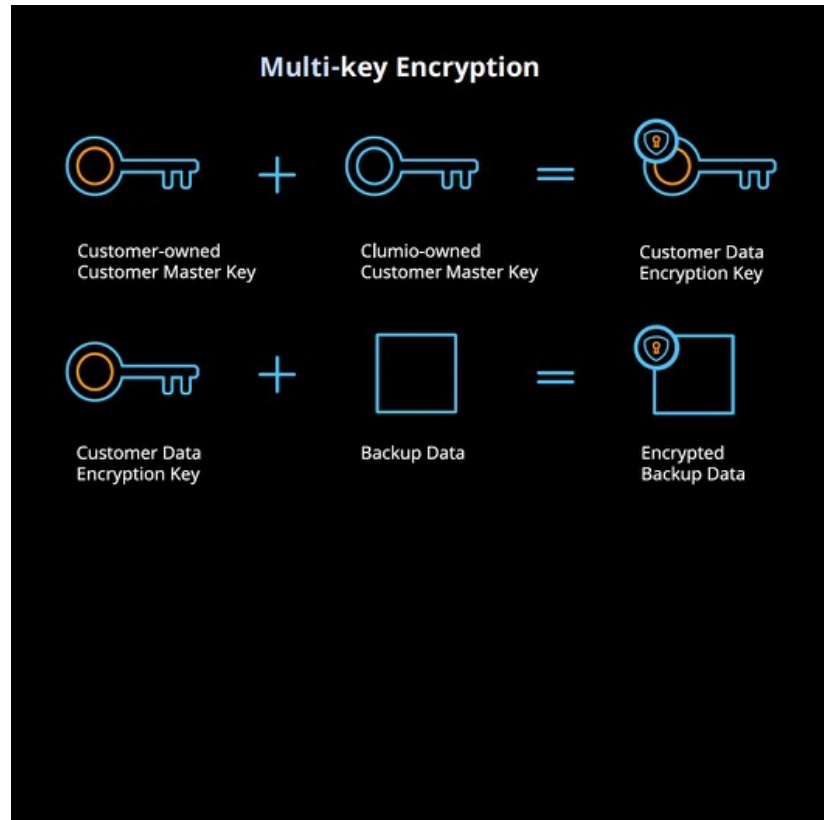 Multi-key Encryption
Customer-owned
Customer Master Key
Clumio-owned
Customer Master Key
Customer Data
Encryption Key
Customer Data
Encryption Key
Backup Data
Encrypted
Backup Data